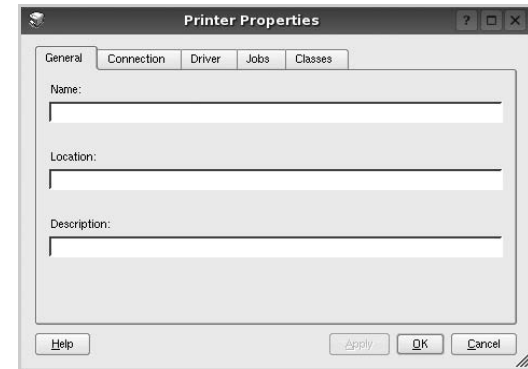 Printer Properties
General Connection Driver Jobs Classes
Name:
Location:
Description:
Help Apply OK Cancel